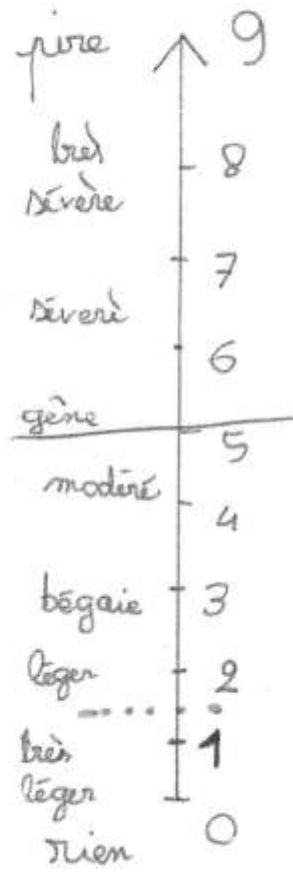 pire 9
très 8
sévère
7
séverè
6
gêne
5
modéré
4
bégaie 3
léger 2
très 1
léger
rien 0